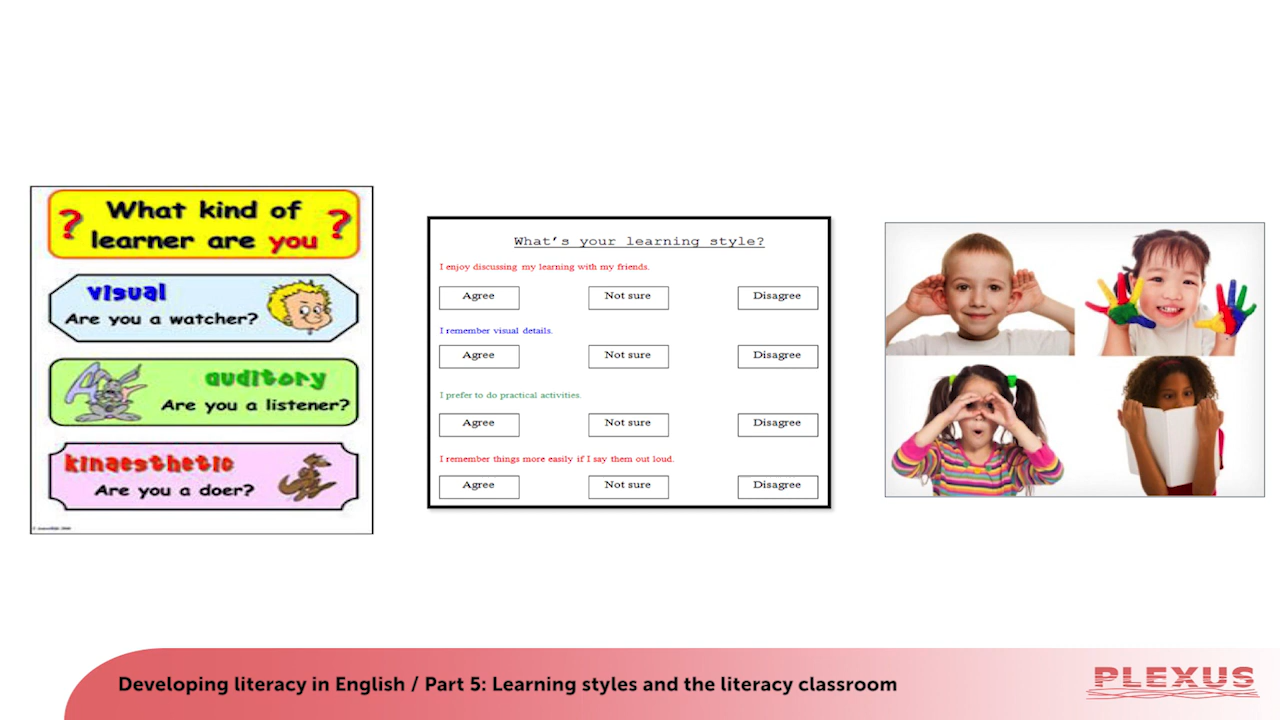 ? What kind of ?
learner are you
visual
Are you a watcher?
auditory
Are you a listener?
kinaesthetic
Are you a doer?
What's your learning style?
I enjoy discussing my learning with my friends.
Agree Not sure Disagree
I remember visual details.
Agree Not sure Disagree
I prefer to do practical activities.
Agree Not sure Disagree
I remember things more easily if I say them out loud.
Agree Not sure Disagree
Developing literacy in English / Part 5: Learning styles and the literacy classroom
PLEXUS